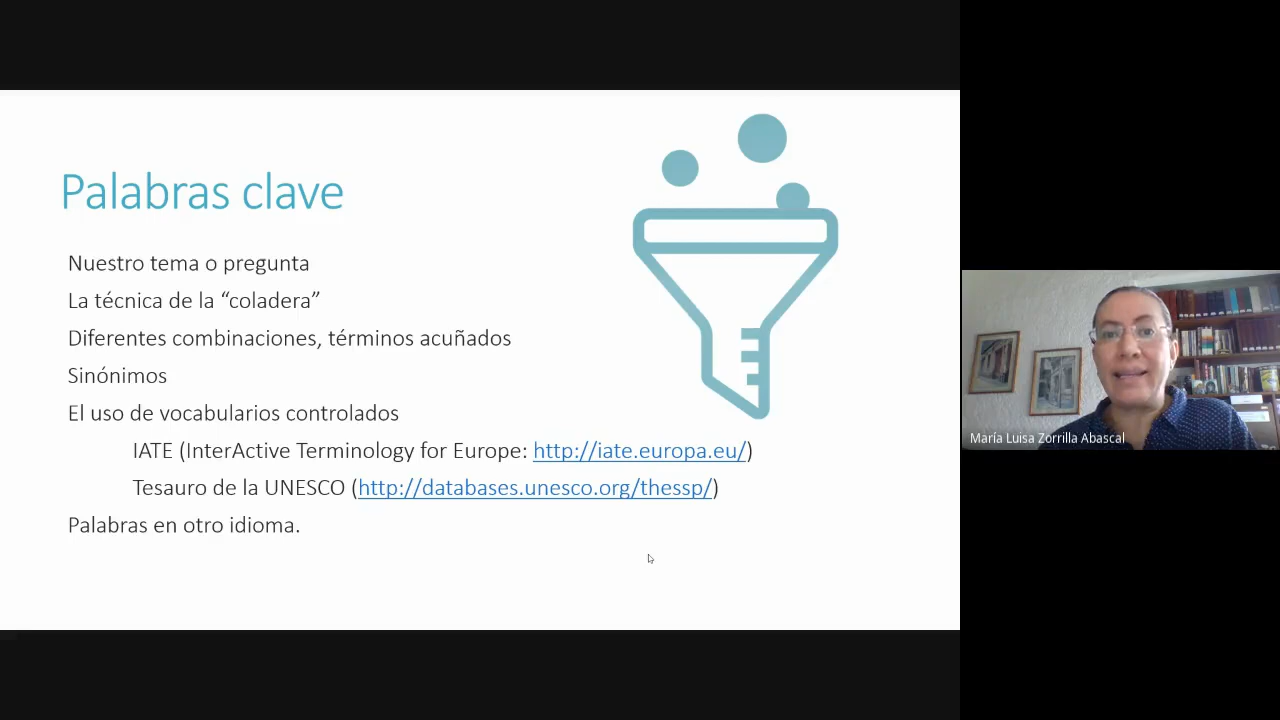 Palabras clave
Nuestro tema o pregunta
La técnica de la “coladera”
Diferentes combinaciones, términos acuñados
Sinónimos
El uso de vocabularios controlados
IATE (InterActive Terminology for Europe: http://iate.europa.eu/)
Tesauro de la UNESCO (http://databases.unesco.org/thessp/)
Palabras en otro idioma.
María Luisa Zorrilla Abascal